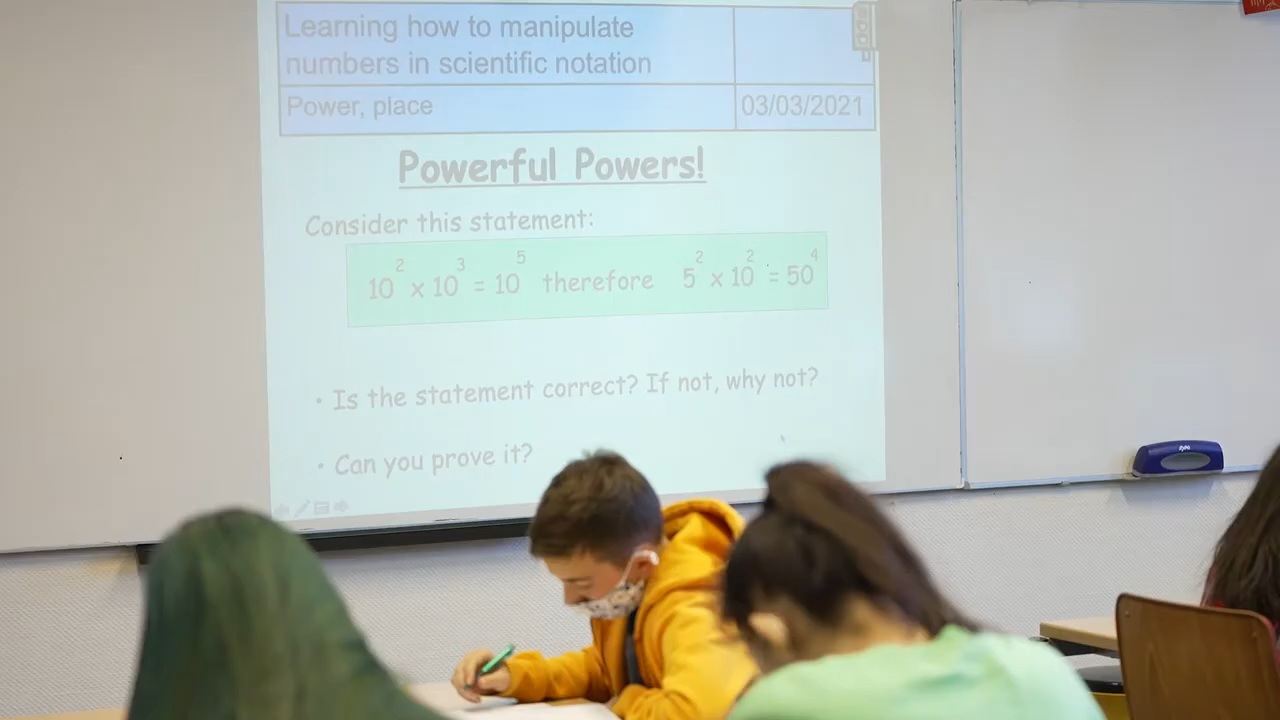 Learning how to manipulate
numbers in scientific notation
Power, place 03/03/2021
Powerful Powers!
Consider this statement:
10² x 10³ = 10⁵ therefore 5² x 10² = 50⁴
• Is the statement correct? If not, why not?
• Can you prove it?